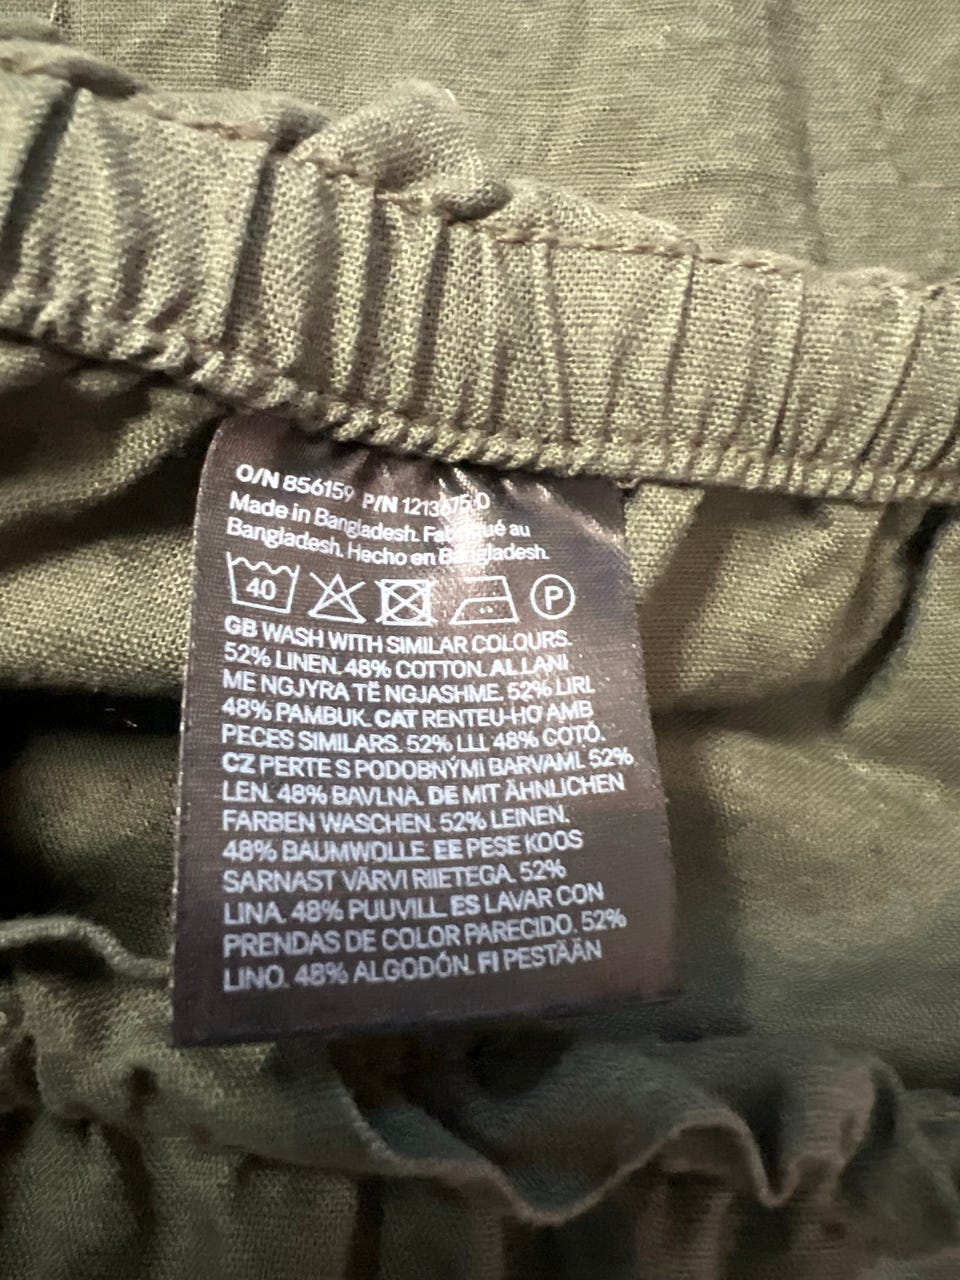 O/N 856159 P/N 1213675.0
Made in Bangladesh. Fabriqué au
Bangladesh. Hecho en Bangladesh.
40 P
GB WASH WITH SIMILAR COLOURS.
52% LINEN. 48% COTTON. AL LANI
ME NGJYRA TË NGJASHME. 52% LIRI.
48% PAMBUK. CAT RENTEU-HO AMB
PECES SIMILARS. 52% LLI. 48% COTÓ.
CZ PERTE S PODOBNÝMI BARVAMI. 52%
LEN. 48% BAVLNA. DE MIT ÄHNLICHEN
FARBEN WASCHEN. 52% LEINEN.
48% BAUMWOLLE. EE PESE KOOS
SARNAST VÄRVI RIIETEGA. 52%
LINA. 48% PUUVILL. ES LAVAR CON
PRENDAS DE COLOR PARECIDO. 52%
LINO. 48% ALGODÓN. FI PESTÄÄN